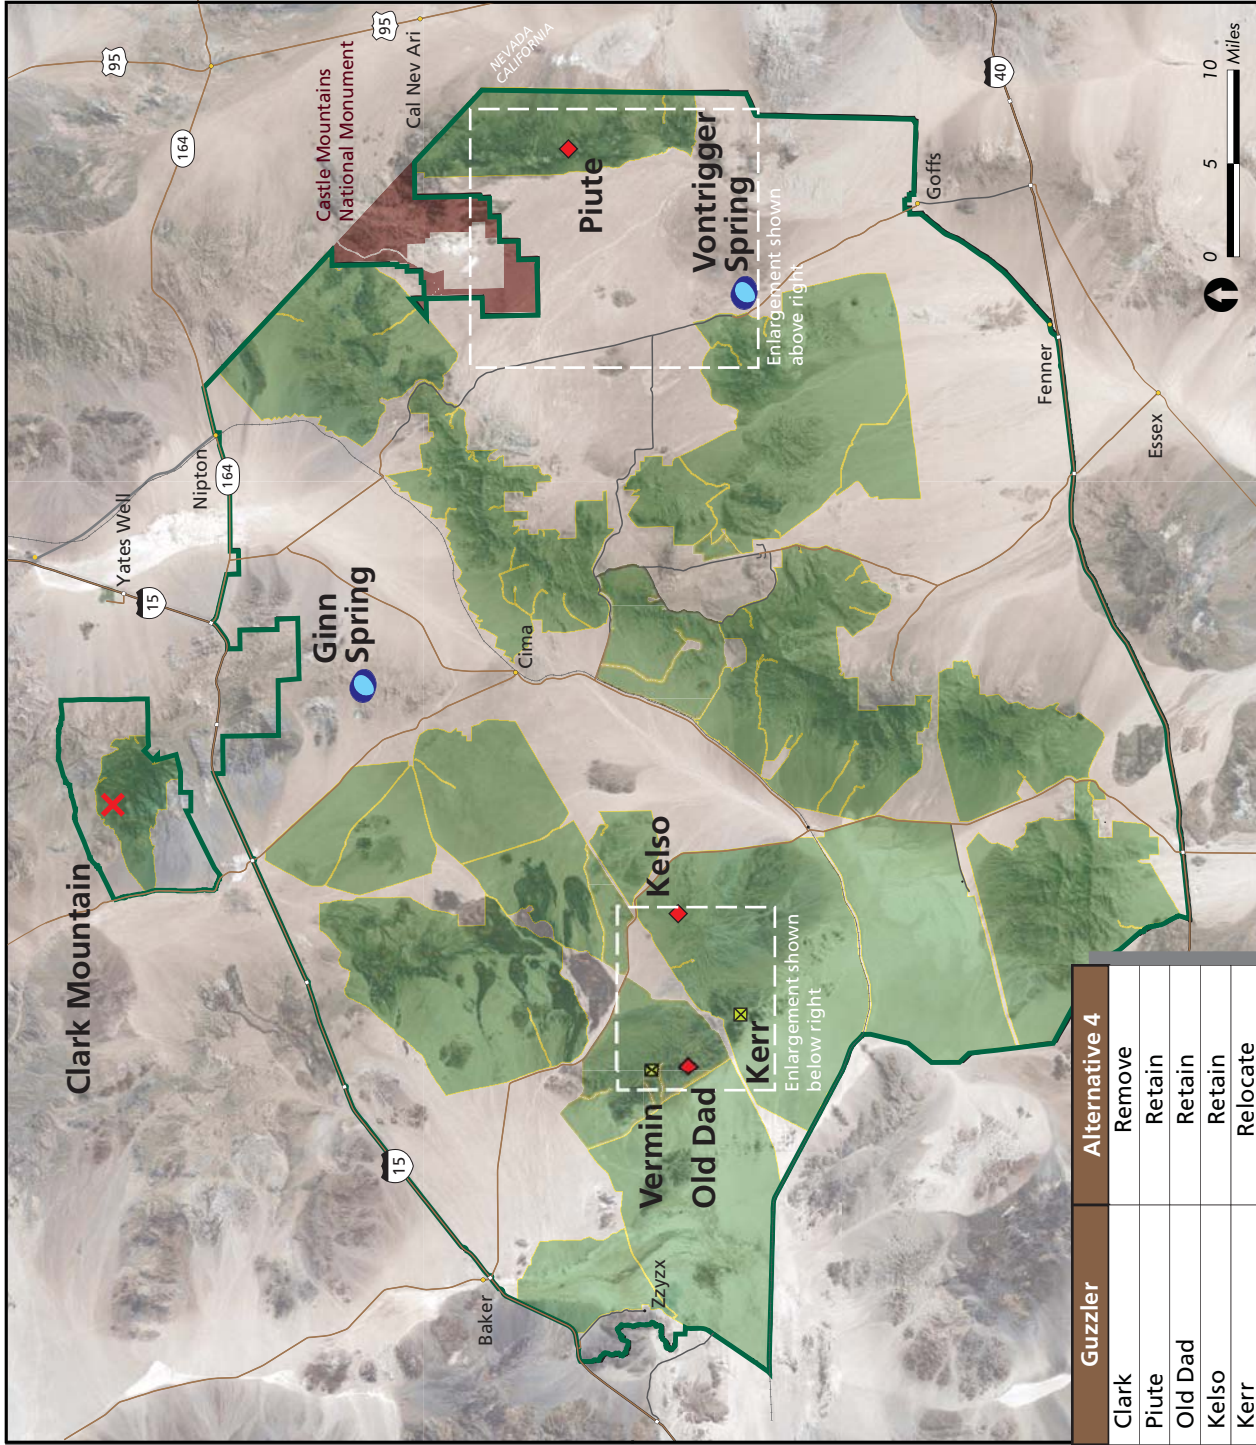 95
95
164
Cal Nev Ari
NEVADA
CALIFORNIA
Castle Mountains
National Monument
40
10
Miles
5
0
Piute
Vontrigger
Spring
Enlargement shown
above right
Goffs
Fenner
Essex
Yates Well
Nipton
164
15
Ginn
Spring
Cima
Clark Mountain
Kelso
Enlargement shown
below right
Kerr
Vermin
Old Dad
15
Baker
Zzyzx
Guzzler Alternative 4
Clark Remove
Piute Retain
Old Dad Retain
Kelso Retain
Kerr Relocate